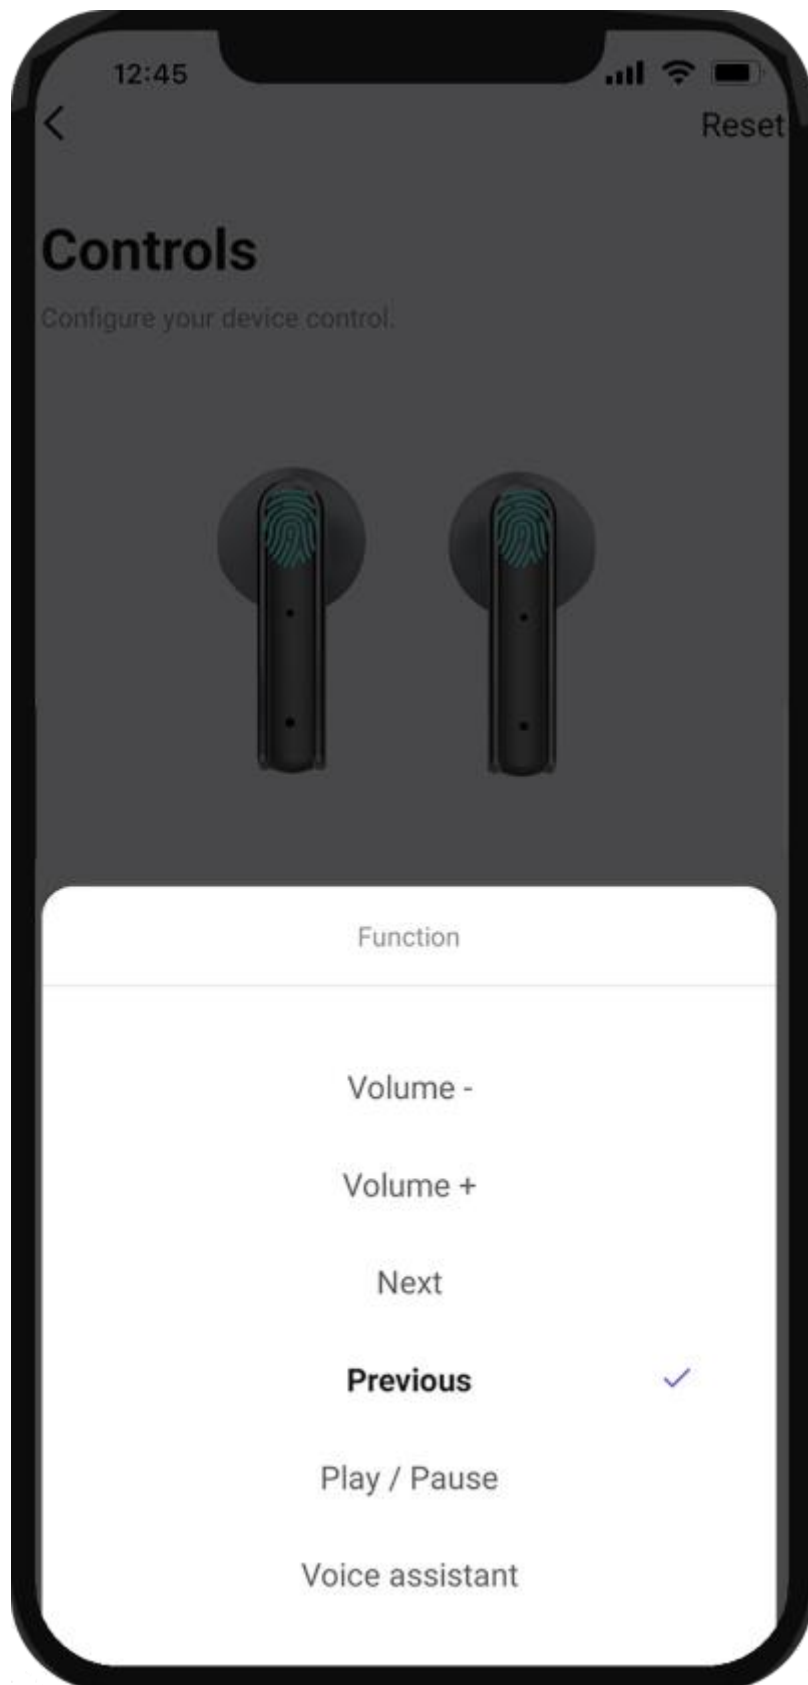 12:45
Reset
Controls
Configure your device control.
Function
Volume -
Volume +
Next
Previous
Play / Pause
Voice assistant